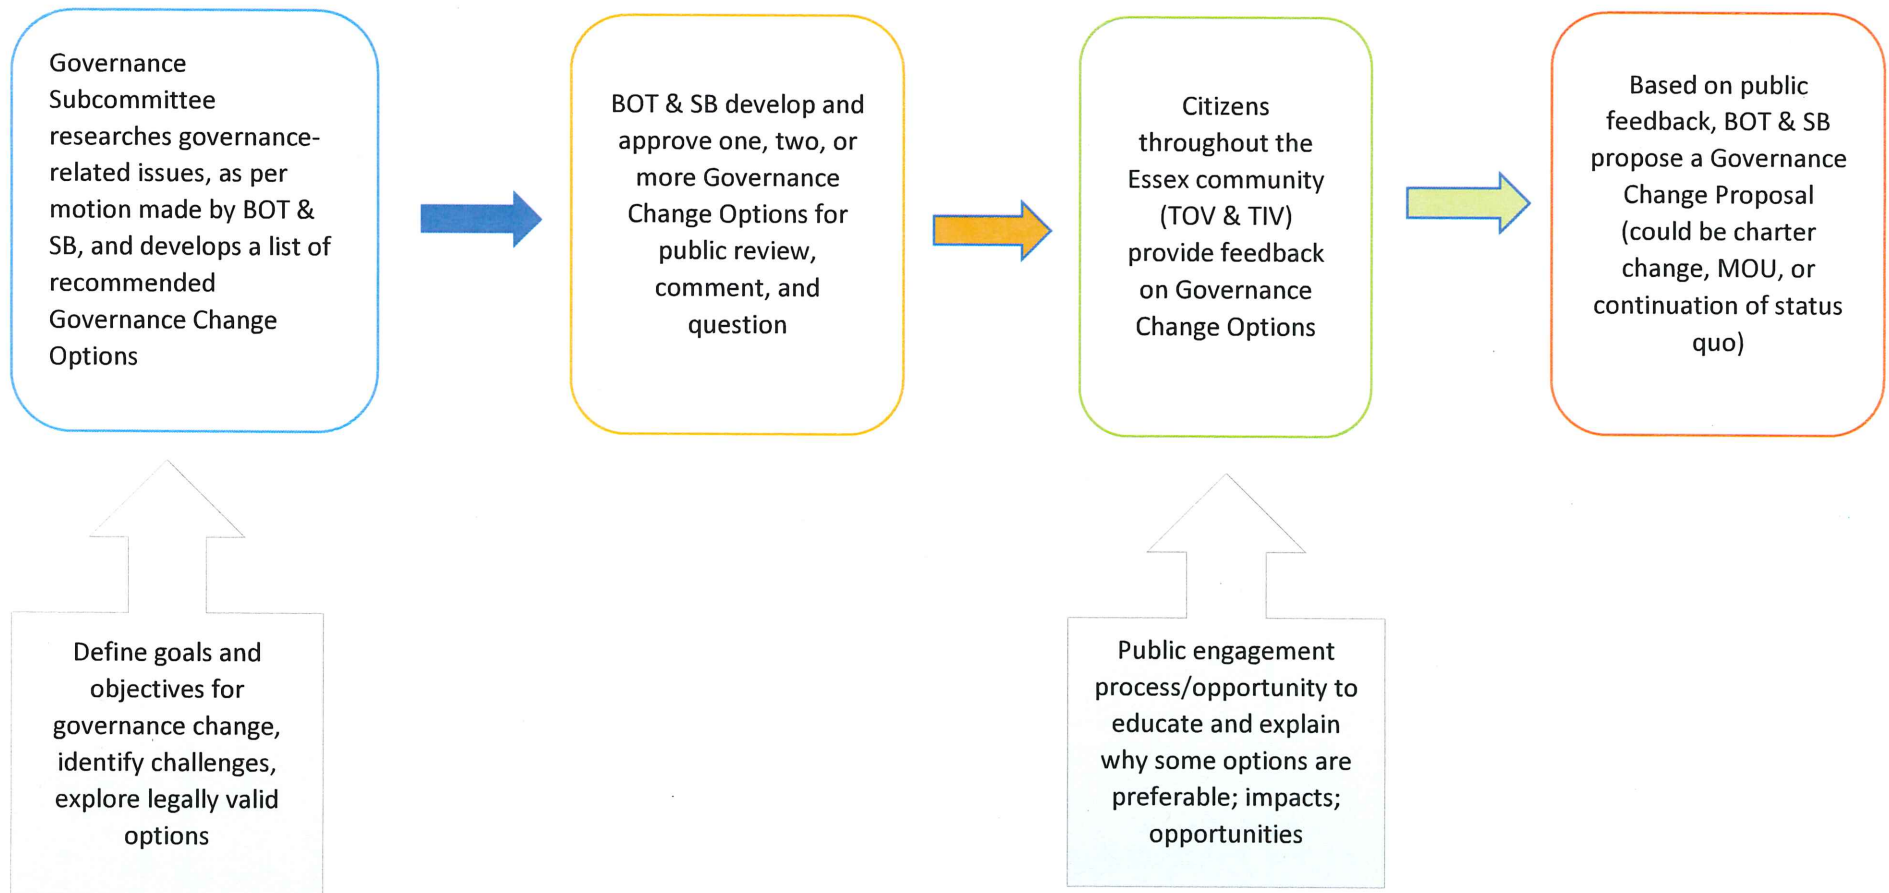 Governance
Subcommittee
researches governance-
related issues, as per
motion made by BOT &
SB, and develops a list of
recommended
Governance Change
Options
BOT & SB develop and
approve one, two, or
more Governance
Change Options for
public review,
comment, and
question
Citizens
throughout the
Essex community
(TOV & TIV)
provide feedback
on Governance
Change Options
Based on public
feedback, BOT & SB
propose a Governance
Change Proposal
(could be charter
change, MOU, or
continuation of status
quo)
Define goals and
objectives for
governance change,
identify challenges,
explore legally valid
options
Public engagement
process/opportunity to
educate and explain
why some options are
preferable; impacts;
opportunities